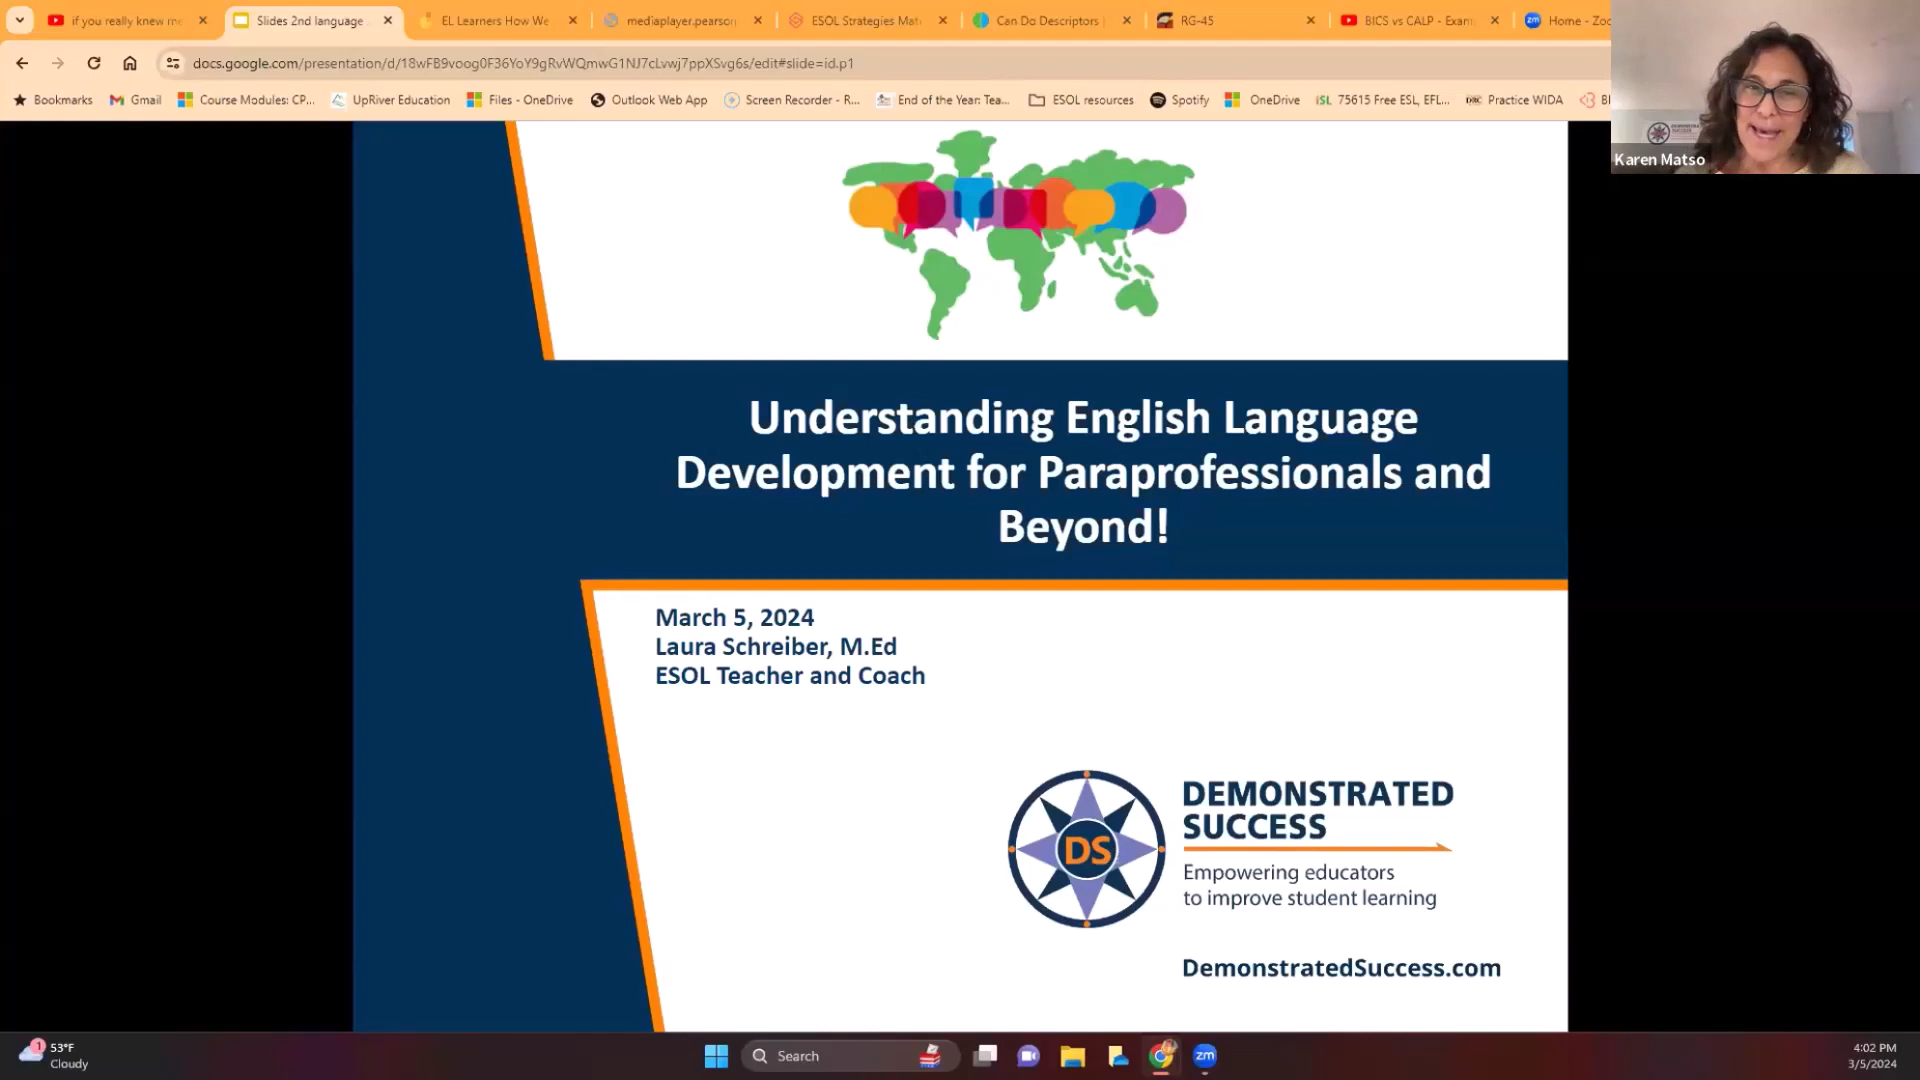 if you really knew me
Slides 2nd language
EL Learners How We
mediaplayer.pearson
ESOL Strategies Mat
Can Do Descriptors
RG-45
BICS vs CALP - Exam
Home - Zoo
docs.google.com/presentation/d/18wFB9voog0F36YoY9gRvWQmwG1NJ7cLvwj7ppXSvg6s/edit#slide=id.p1
Bookmarks
Gmail
Course Modules: CP...
UpRiver Education
Files - OneDrive
Outlook Web App
Screen Recorder - R...
End of the Year: Tea...
ESOL resources
Spotify
OneDrive
iSL 75615 Free ESL, EFL...
Practice WIDA
Karen Matso
Understanding English Language
Development for Paraprofessionals and
Beyond!
March 5, 2024
Laura Schreiber, M.Ed
ESOL Teacher and Coach
DS
DEMONSTRATED
SUCCESS
Empowering educators
to improve student learning
DemonstratedSuccess.com
1
53°F
Cloudy
Search
zm
4:02 PM
3/5/2024